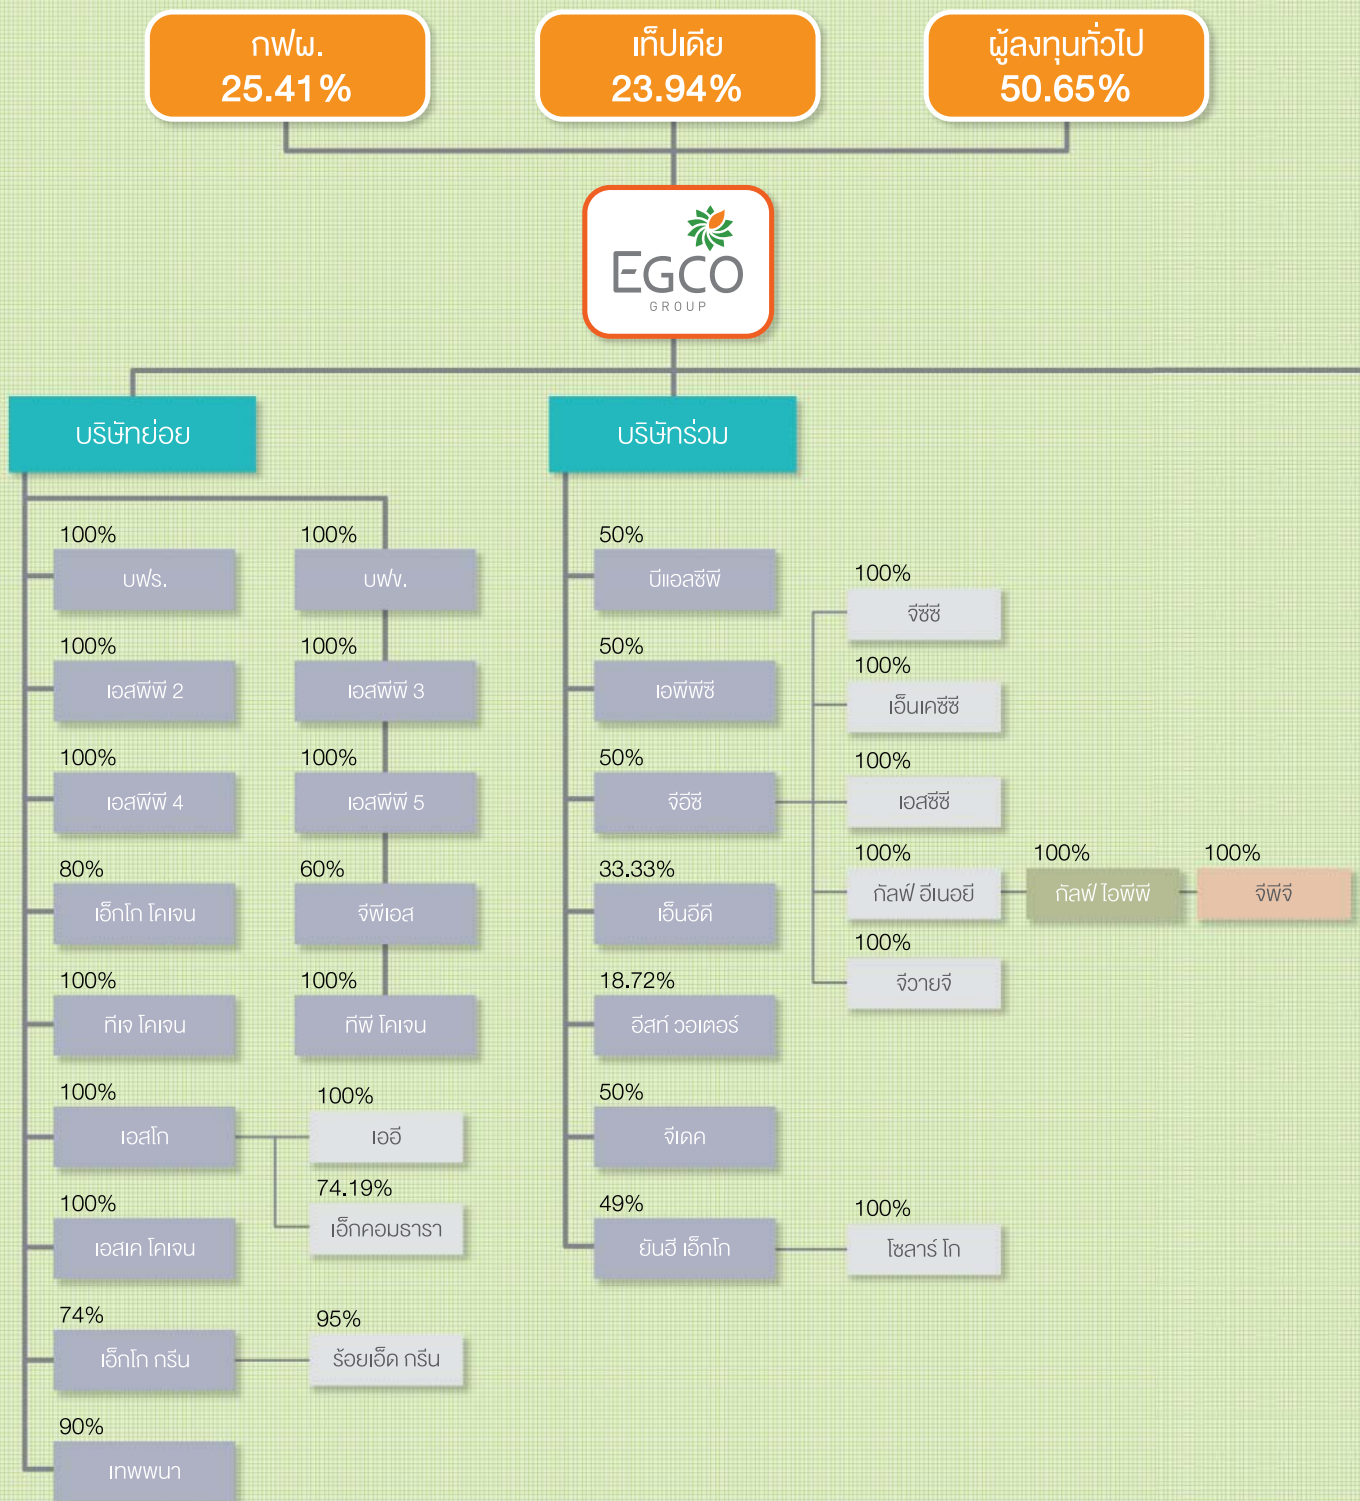 กฟผ.
25.41%
เท็ปเดีย
23.94%
ผู้ลงทุนทั่วไป
50.65%
EGCO
GROUP
บริษัทย่อย
บริษัทร่วม
100%
บฟร.
100%
บฟข.
100%
เอสพีพี 2
100%
เอสพีพี 3
100%
เอสพีพี 4
100%
เอสพีพี 5
80%
เอ็กโก โคเจน
60%
จีพีเอส
100%
ทีเจ โคเจน
100%
ทีพี โคเจน
100%
เอสโก
100%
เออี
74.19%
เอ็กคอมธารา
100%
เอสเค โคเจน
74%
เอ็กโก กรีน
95%
ร้อยเอ็ด กรีน
90%
เทพพนา
50%
บีแอลซีพี
50%
เอพีพีซี
50%
จีอีซี
100%
จีซีซี
100%
เอ็นเคซีซี
100%
เอสซีซี
100%
กัลฟ์ อีเนอยี
100%
กัลฟ์ ไอพีพี
100%
จีพีจี
100%
จีวายจี
33.33%
เอ็นอีดี
18.72%
อีสท์ วอเตอร์
50%
จีเดค
49%
ยันฮี เอ็กโก
100%
โซลาร์ โก